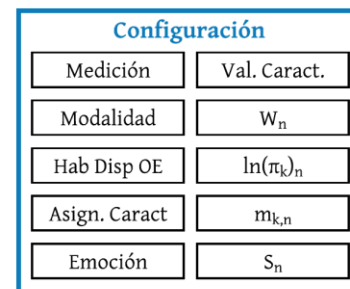 Configuración
Medición Val. Caract.
Modalidad Wₙ
Hab Disp OE ln(πₖ)ₙ
Asign. Caract mₖ,ₙ
Emoción Sₙ